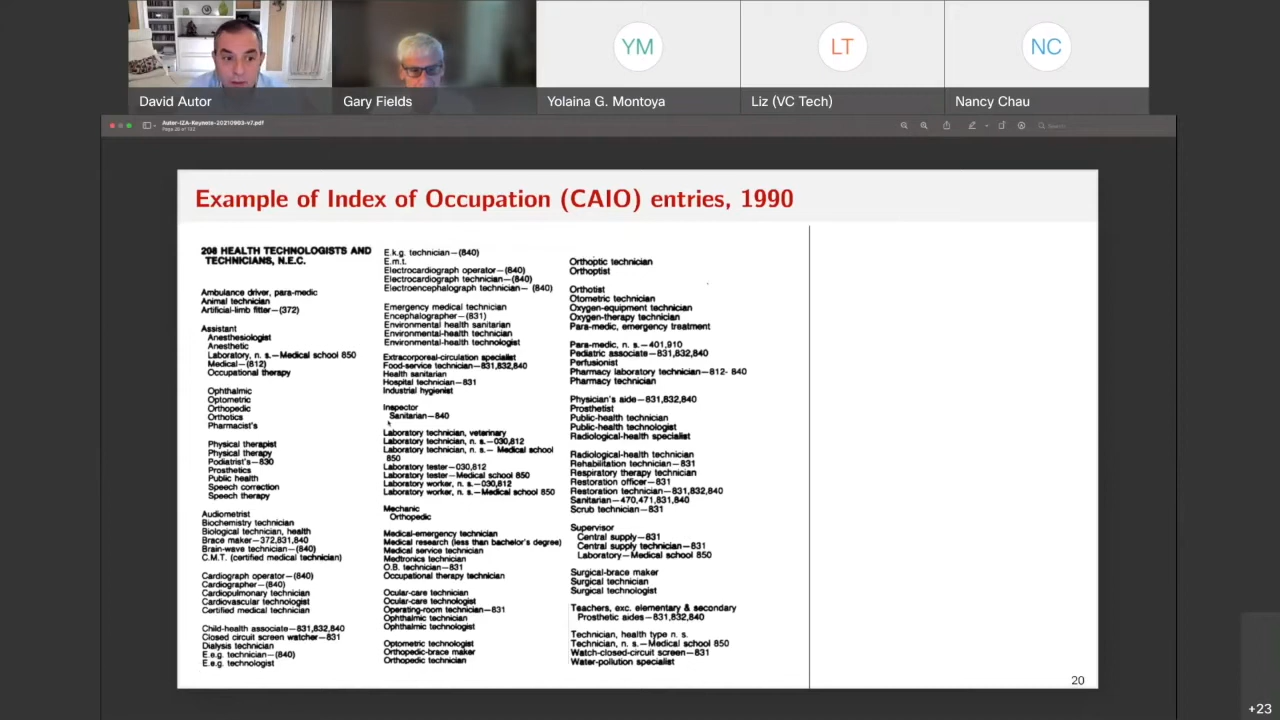 YM
LT
NC
David Autor
Gary Fields
Yolaina G. Montoya
Liz (VC Tech)
Nancy Chau
Autor-IZA-Keynote-20210903-v7.pdf
Search
Example of Index of Occupation (CAIO) entries, 1990
208 HEALTH TECHNOLOGISTS AND
TECHNICIANS, N.E.C.
Ambulance driver, para-medic
Animal technician
Artificial-limb fitter—(372)
Assistant
Anesthesiologist
Anesthetic
Laboratory, n. s.—Medical school 850
Medical—(812)
Occupational therapy
Ophthalmic
Optometric
Orthopedic
Orthotics
Pharmacist's
Physical therapist
Physical therapy
Podiatrist's—830
Prosthetics
Public health
Speech correction
Speech therapy
Audiometrist
Biochemistry technician
Biological technician, health
Brace maker—372,831,840
Brain-wave technician—(840)
C.M.T. (certified medical technician)
Cardiograph operator—(840)
Cardiographer—(840)
Cardiopulmonary technician
Cardiovascular technologist
Certified medical technician
Child-health associate—831,832,840
Closed circuit screen watcher—831
Dialysis technician
E.e.g. technician—(840)
E.e.g. technologist
E.k.g. technician—(840)
E.m.t.
Electrocardiograph operator—(840)
Electrocardiograph technician—(840)
Electroencephalograph technician— (840)
Emergency medical technician
Encephalographer—(831)
Environmental health sanitarian
Environmental-health technician
Environmental-health technologist
Extracorporeal-circulation specialist
Food-service technician—831,832,840
Health sanitarian
Hospital technician—831
Industrial hygienist
Inspector
Sanitarian—840
Laboratory technician, veterinary
Laboratory technician, n. s.—030,812
Laboratory technician, n. s.— Medical school
850
Laboratory tester—030,812
Laboratory tester—Medical school 850
Laboratory worker, n. s.—030,812
Laboratory worker, n. s.—Medical school 850
Mechanic
Orthopedic
Medical-emergency technician
Medical research (less than bachelor's degree)
Medical service technician
Medtronics technician
O.B. technician—831
Occupational therapy technician
Ocular-care technician
Ocular-care technologist
Operating-room technician—831
Ophthalmic technician
Ophthalmic technologist
Optometric technologist
Orthopedic-brace maker
Orthopedic technician
Orthoptic technician
Orthoptist
Orthotist
Otometric technician
Oxygen-equipment technician
Oxygen-therapy technician
Para-medic, emergency treatment
Para-medic, n. s.—401,910
Pediatric associate—831,832,840
Perfusionist
Pharmacy laboratory technician—812- 840
Pharmacy technician
Physician's aide—831,832,840
Prosthetist
Public-health technician
Public-health technologist
Radiological-health specialist
Radiological-health technician
Rehabilitation technician—831
Respiratory therapy technician
Restoration officer—831
Restoration technician—831,832,840
Sanitarian—470,471,831,840
Scrub technician—831
Supervisor
Central supply—831
Central supply technician—831
Laboratory—Medical school 850
Surgical-brace maker
Surgical technician
Surgical technologist
Teachers, exc. elementary & secondary
Prosthetic aides—831,832,840
Technician, health type n. s.
Technician, n. s.—Medical school 850
Watch-closed-circuit screen—831
Water-pollution specialist
20
+23